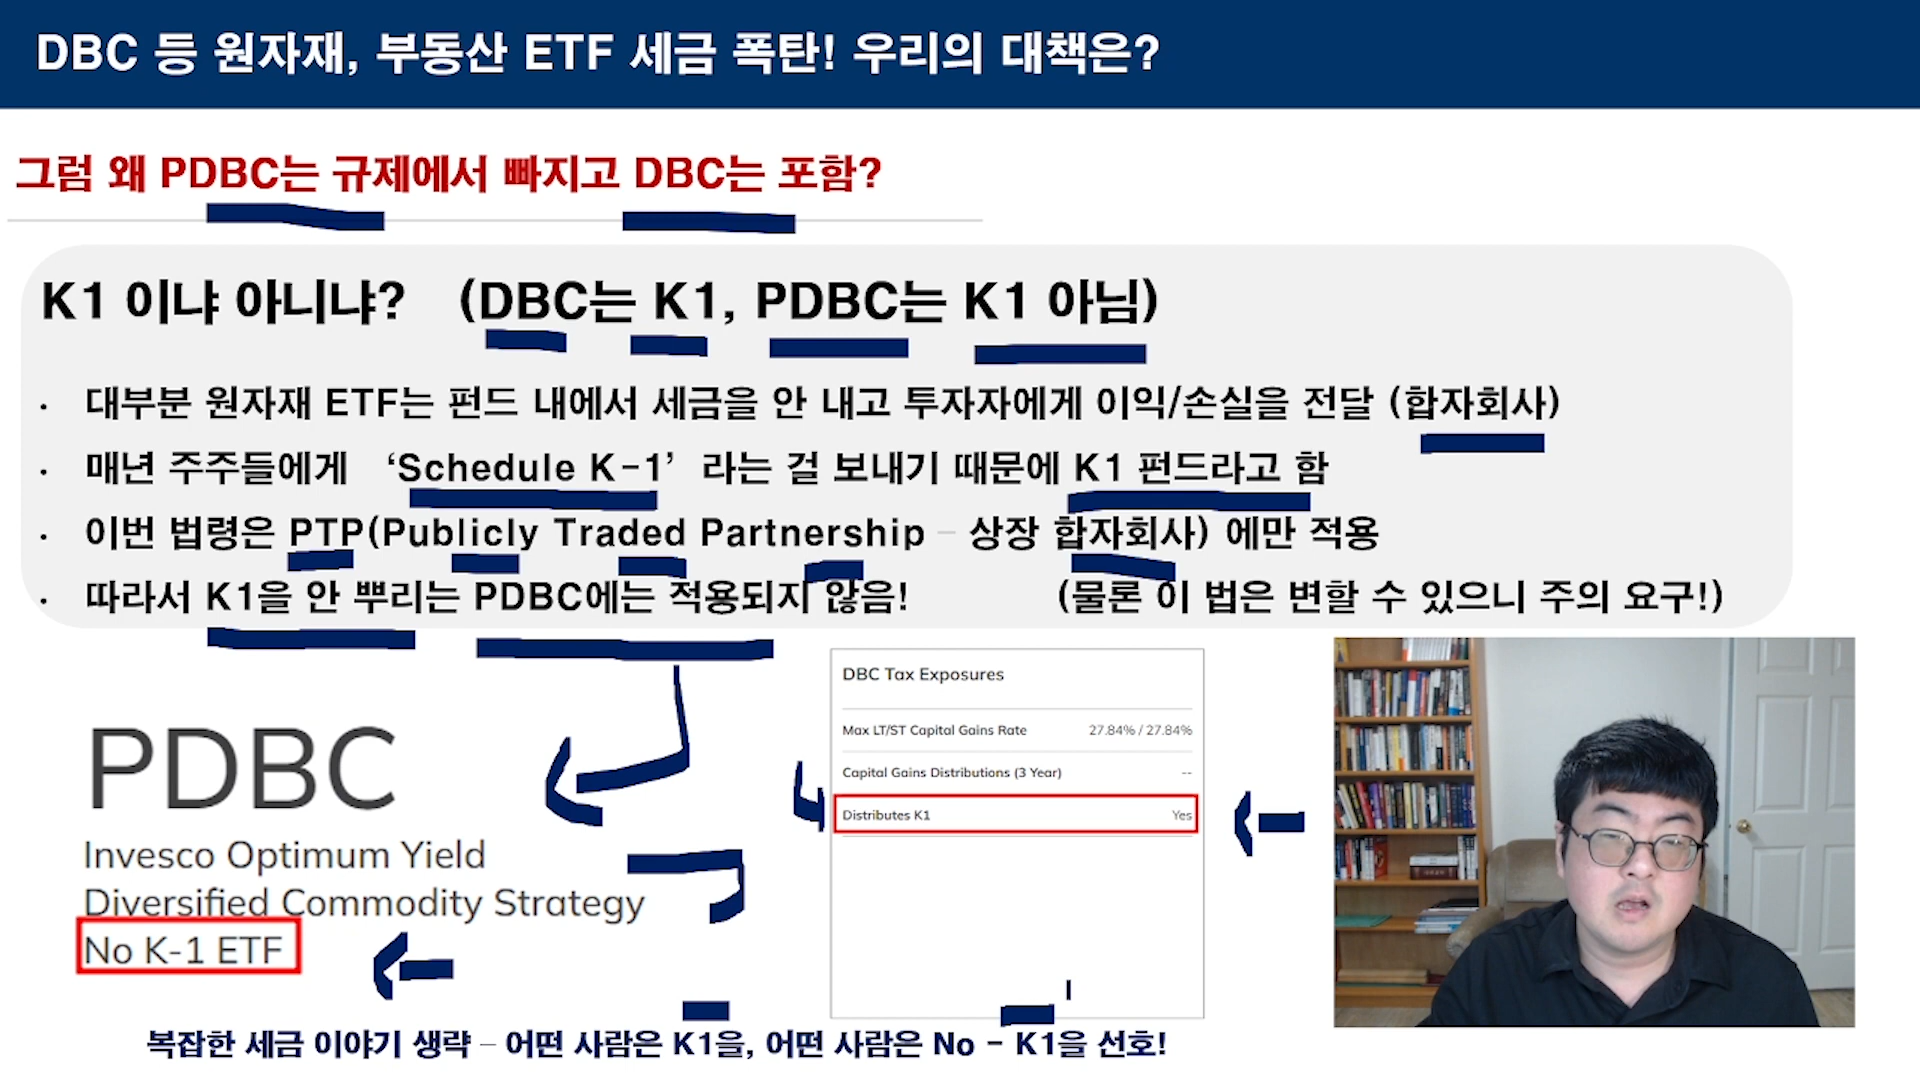 DBC 등 원자재, 부동산 ETF 세금 폭탄! 우리의 대책은?
그럼 왜 PDBC는 규제에서 빠지고 DBC는 포함?
K1 이냐 아니냐? (DBC는 K1, PDBC는 K1 아님)
· 대부분 원자재 ETF는 펀드 내에서 세금을 안 내고 투자자에게 이익/손실을 전달 (합자회사)
· 매년 주주들에게 ‘Schedule K-1’ 라는 걸 보내기 때문에 K1 펀드라고 함
· 이번 법령은 PTP(Publicly Traded Partnership – 상장 합자회사) 에만 적용
· 따라서 K1을 안 뿌리는 PDBC에는 적용되지 않음! (물론 이 법은 변할 수 있으니 주의 요구!)
PDBC
Invesco Optimum Yield
Diversified Commodity Strategy
No K-1 ETF
DBC Tax Exposures
Max LT/ST Capital Gains Rate 27.84% / 27.84%
Capital Gains Distributions (3 Year) --
Distributes K1 Yes
복잡한 세금 이야기 생략 – 어떤 사람은 K1을, 어떤 사람은 No - K1을 선호!